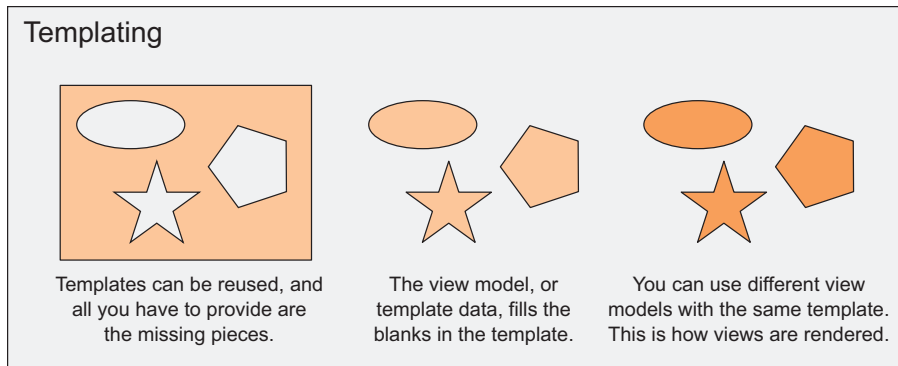 Templating
Templates can be reused, and
all you have to provide are
the missing pieces.
The view model, or
template data, fills the
blanks in the template.
You can use different view
models with the same template.
This is how views are rendered.